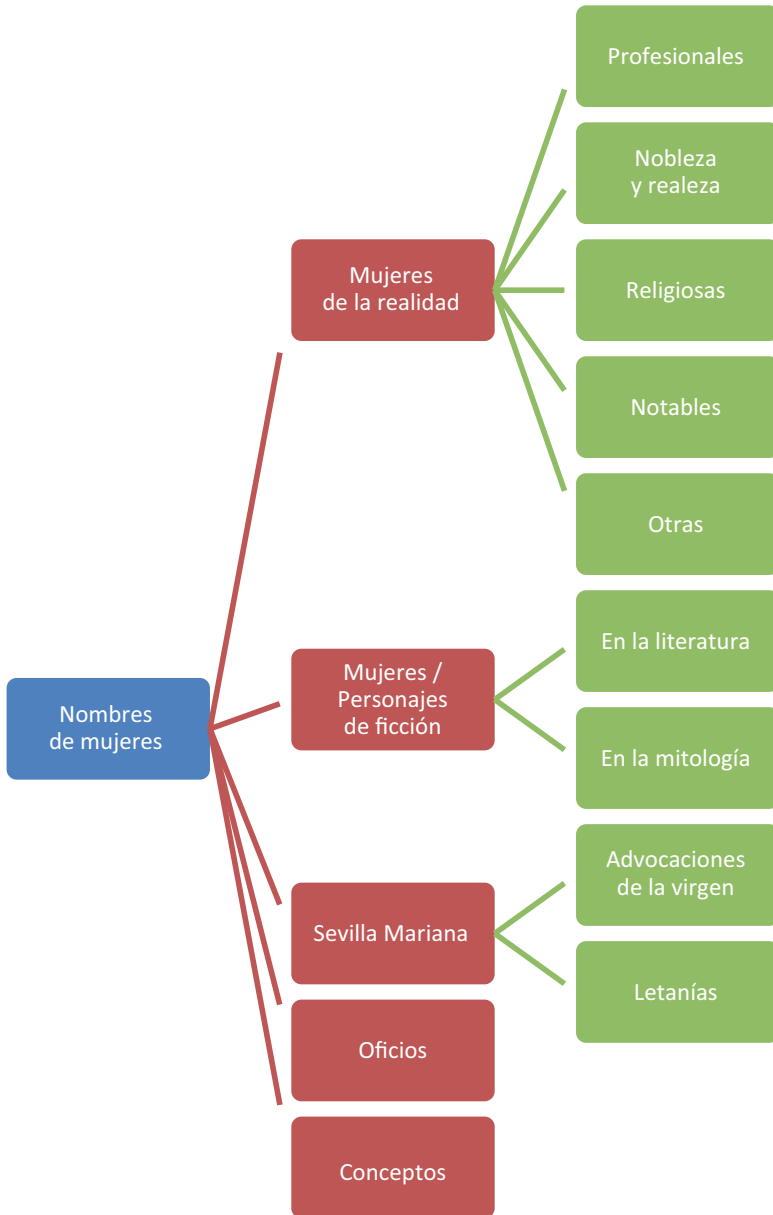 Nombres
de mujeres
Mujeres
de la realidad
Profesionales
Nobleza
y realeza
Religiosas
Notables
Otras
Mujeres /
Personajes
de ficción
En la literatura
En la mitología
Sevilla Mariana
Advocaciones
de la virgen
Letanías
Oficios
Conceptos